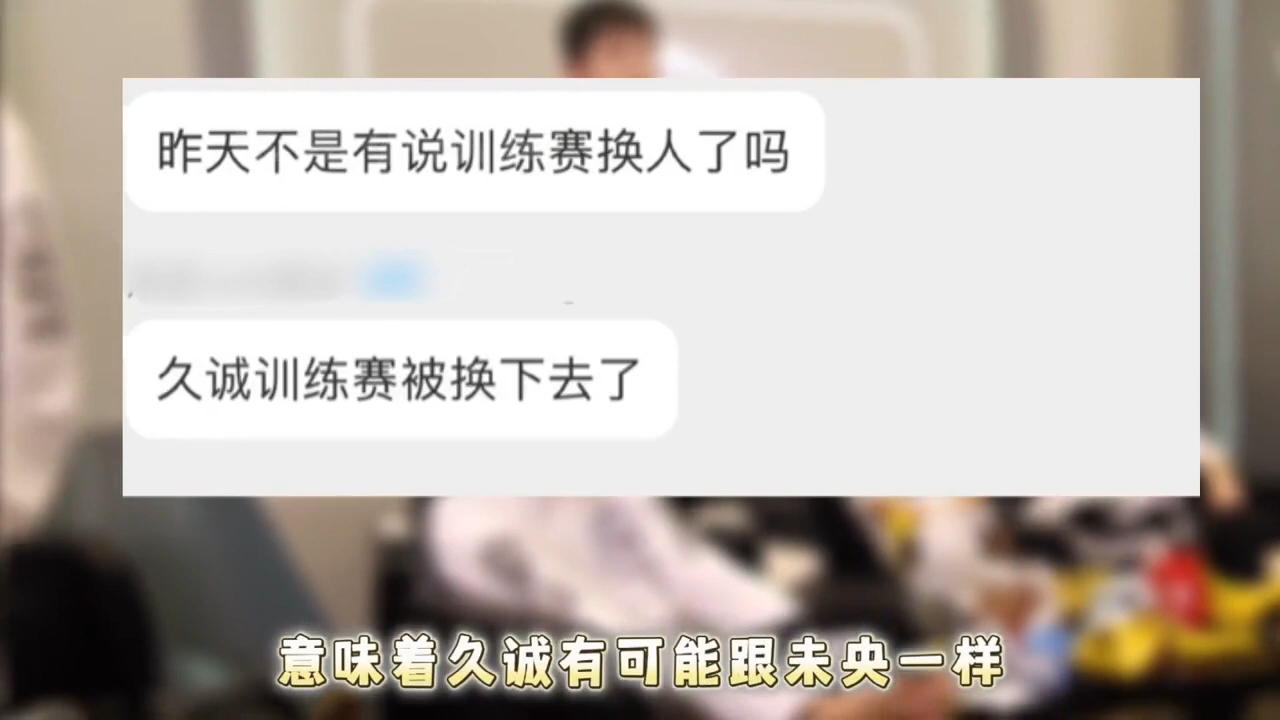 昨天不是有说训练赛换人了吗
久诚训练赛被换下去了
意味着久诚有可能跟未央一样